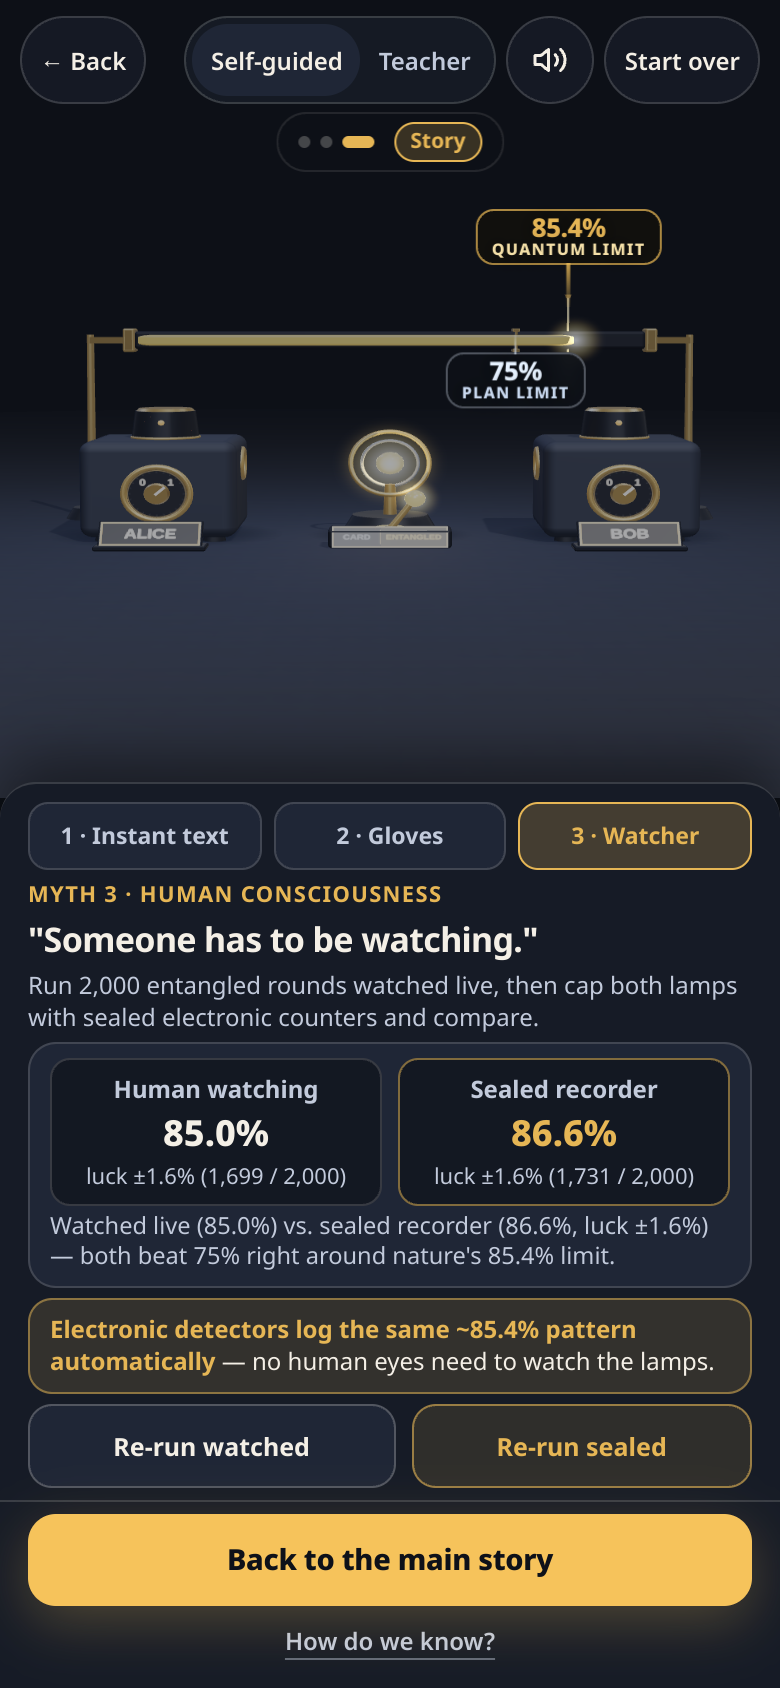 ← Back
Self-guided
Teacher
Start over
Story
85.4%
QUANTUM LIMIT
75%
PLAN LIMIT
0 1
0 1
ALICE
CARD ENTANGLED
BOB
1 · Instant text
2 · Gloves
3 · Watcher
MYTH 3 · HUMAN CONSCIOUSNESS
"Someone has to be watching."
Run 2,000 entangled rounds watched live, then cap both lamps
with sealed electronic counters and compare.
Human watching
85.0%
luck ±1.6% (1,699 / 2,000)
Sealed recorder
86.6%
luck ±1.6% (1,731 / 2,000)
Watched live (85.0%) vs. sealed recorder (86.6%, luck ±1.6%)
— both beat 75% right around nature's 85.4% limit.
Electronic detectors log the same ~85.4% pattern
automatically — no human eyes need to watch the lamps.
Re-run watched
Re-run sealed
Back to the main story
How do we know?